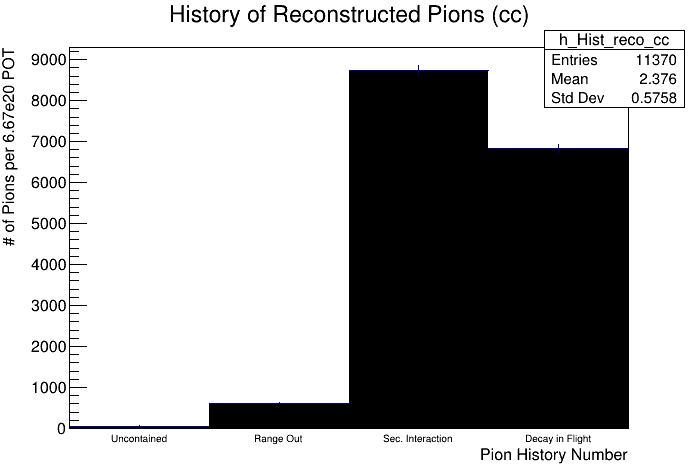 History of Reconstructed Pions (cc)
h_Hist_reco_cc
Entries 11370
Mean 2.376
Std Dev 0.5758
# of Pions per 6.67e20 POT
9000
8000
7000
6000
5000
4000
3000
2000
1000
0
Uncontained Range Out Sec. Interaction Decay in Flight
Pion History Number